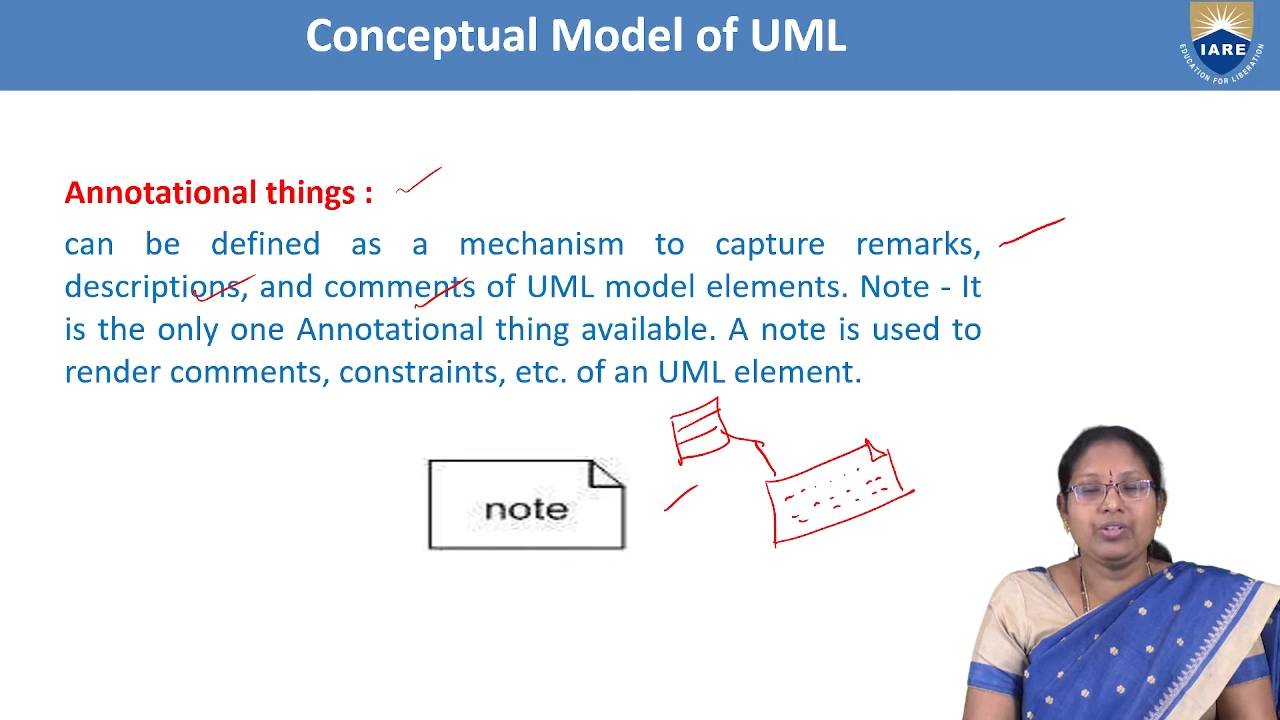 Conceptual Model of UML
IARE
EDUCATION FOR LIBERATION
Annotational things :
can be defined as a mechanism to capture remarks,
descriptions, and comments of UML model elements. Note - It
is the only one Annotational thing available. A note is used to
render comments, constraints, etc. of an UML element.
note